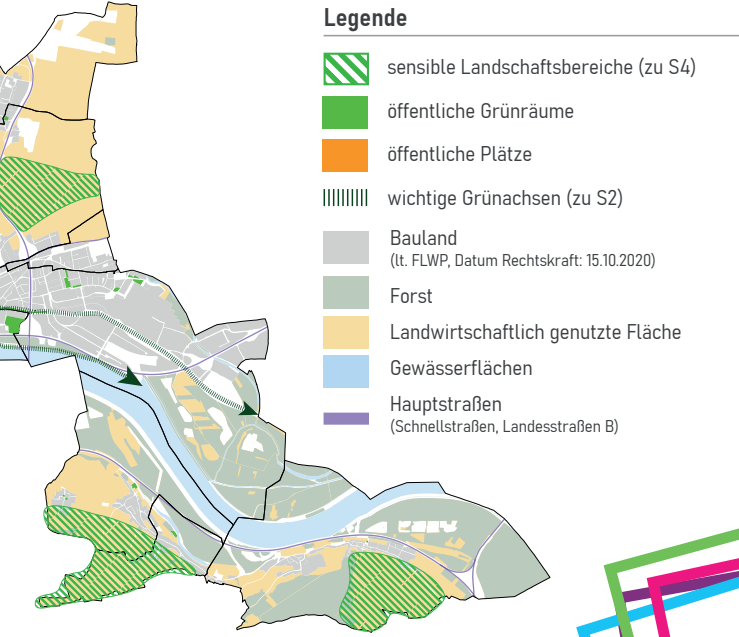 Legende
sensible Landschaftsbereiche (zu S4)
öffentliche Grünräume
öffentliche Plätze
wichtige Grünachsen (zu S2)
Bauland
(lt. FLWP, Datum Rechtskraft: 15.10.2020)
Forst
Landwirtschaftlich genutzte Fläche
Gewässerflächen
Hauptstraßen
(Schnellstraßen, Landesstraßen B)